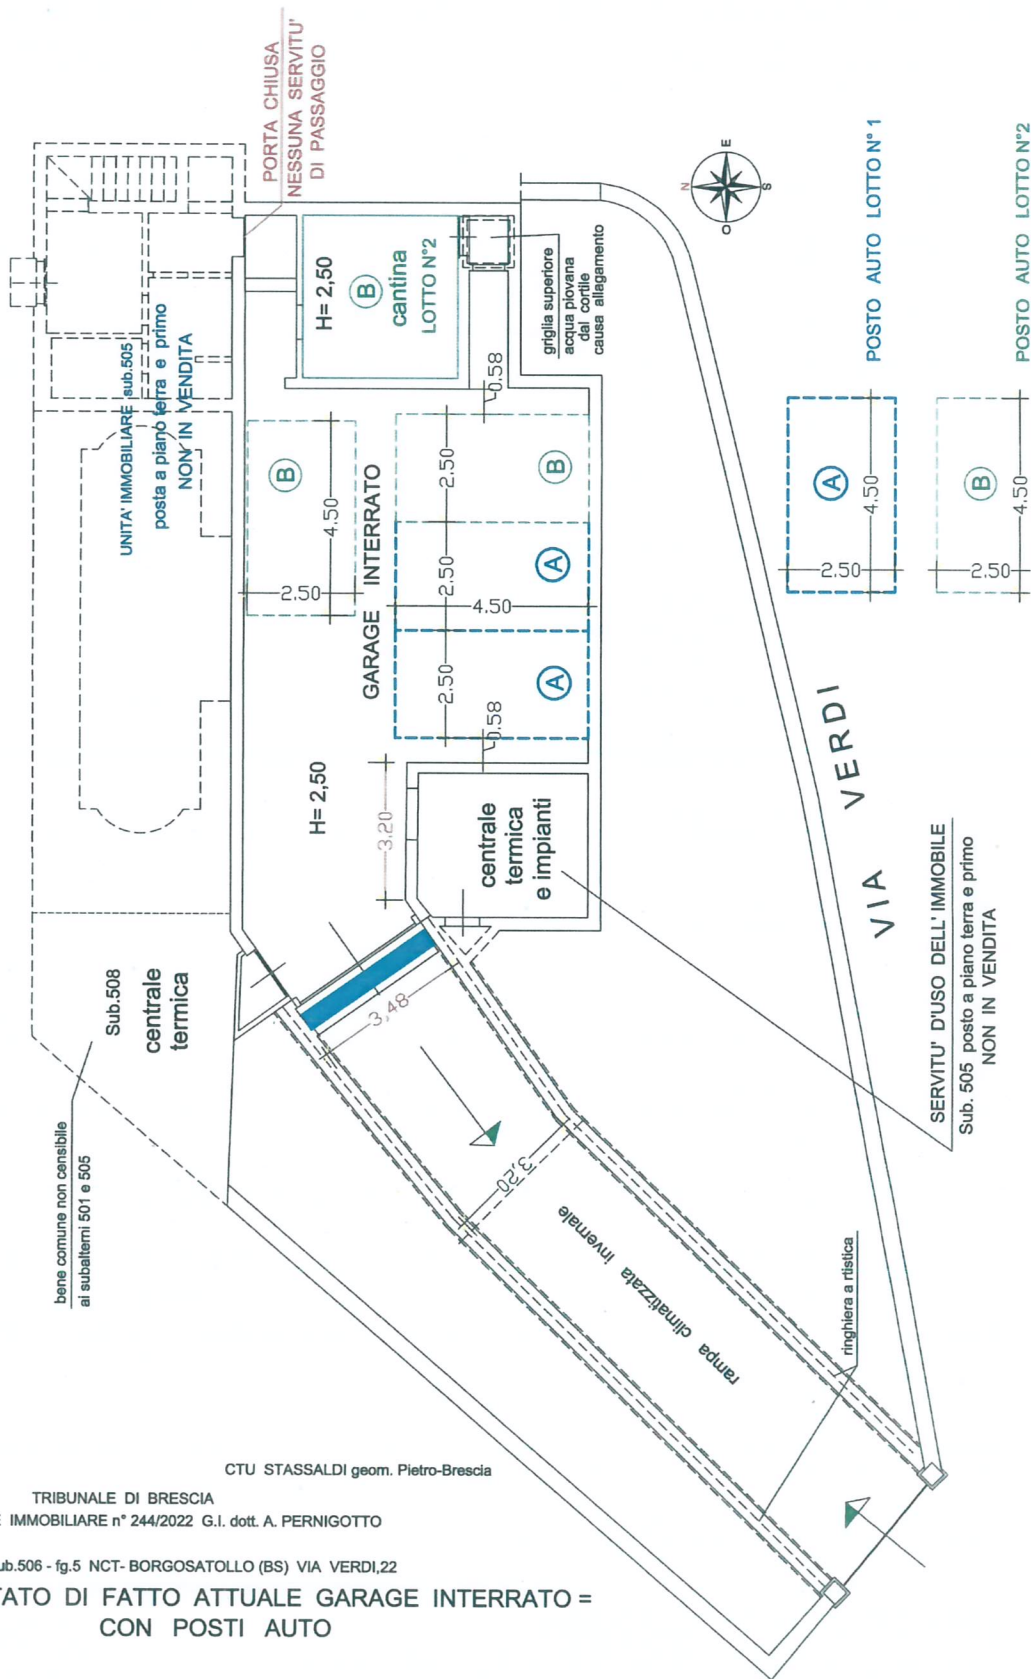 PORTA CHIUSA
NESSUNA SERVITU'
DI PASSAGGIO
UNITA' IMMOBILIARE sub.505
posta a piano terra e primo
NON IN VENDITA
H= 2,50
B
cantina
LOTTO N°2
griglia superiore
acqua piovana
dal cortile
causa allagamento
N
E
S
O
POSTO AUTO LOTTO N° 1
A
2.50
4.50
POSTO AUTO LOTTO N°2
B
2.50
4.50
B
2.50
4.50
GARAGE INTERRATO
0.58
2.50
B
2.50
A
4.50
2.50
A
0.58
H= 2,50
3.20
centrale
termica
e impianti
Sub.508
centrale
termica
bene comune non censibile
ai subalterni 501 e 505
3,48
3,20
rampa climatizzata invernale
ringhiera a rtistica
VIA VERDI
SERVITU' D'USO DELL' IMMOBILE
Sub. 505 posto a piano terra e primo
NON IN VENDITA
CTU STASSALDI geom. Pietro-Brescia
TRIBUNALE DI BRESCIA
IMMOBILIARE n° 244/2022 G.I. dott. A. PERNIGOTTO
ub.506 - fg.5 NCT- BORGOSATOLLO (BS) VIA VERDI,22
TATO DI FATTO ATTUALE GARAGE INTERRATO =
CON POSTI AUTO